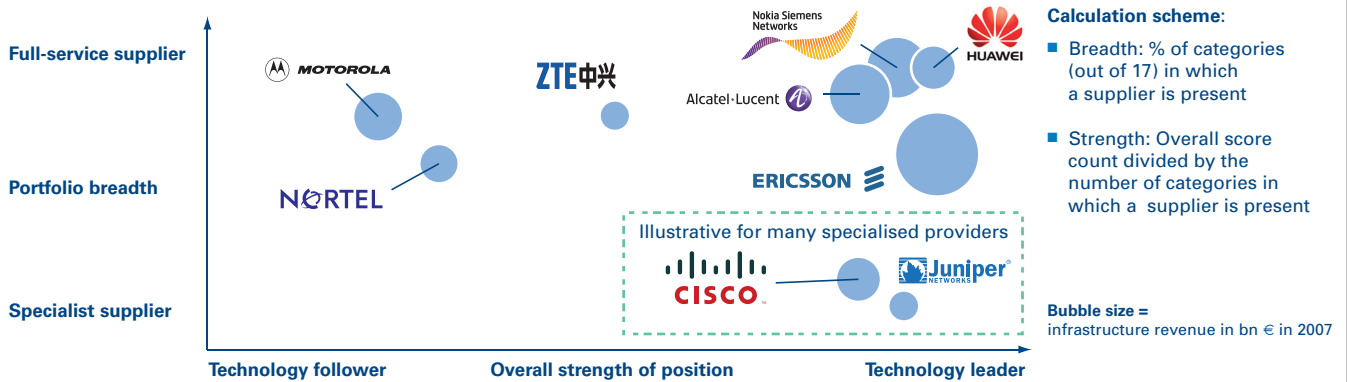 Full-service supplier
Portfolio breadth
Specialist supplier
MOTOROLA
NORTEL
ZTE中兴
Nokia Siemens
Networks
HUAWEI
Alcatel·Lucent
ERICSSON
Illustrative for many specialised providers
CISCO
Juniper
NETWORKS
Technology follower
Overall strength of position
Technology leader
Calculation scheme:
■ Breadth: % of categories
(out of 17) in which
a supplier is present
■ Strength: Overall score
count divided by the
number of categories in
which a supplier is present
Bubble size =
infrastructure revenue in bn € in 2007